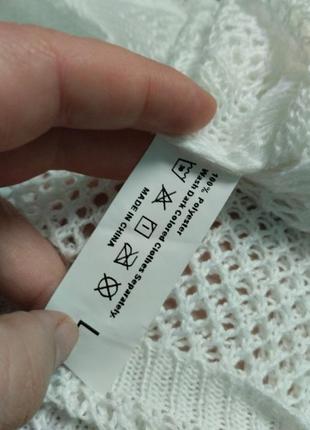 100% Polyester
Wash Dark Colored Clothes Separately.
MADE IN CHINA
L